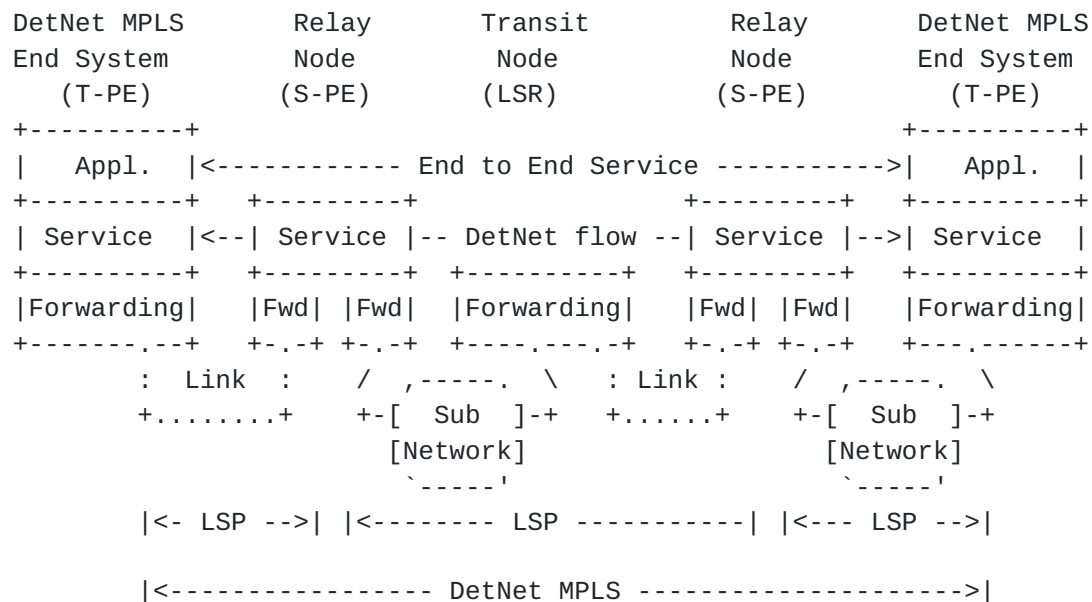 DetNet MPLS       Relay       Transit         Relay       DetNet MPLS
End System        Node         Node           Node        End System
   (T-PE)        (S-PE)       (LSR)          (S-PE)         (T-PE)
+----------+                                             +----------+
|   Appl.  |<------------ End to End Service ----------->|   Appl.  |
+----------+   +---------+                 +---------+   +----------+
| Service  |<--| Service |-- DetNet flow --| Service |-->| Service  |
+----------+   +---------+  +----------+   +---------+   +----------+
|Forwarding|   |Fwd| |Fwd|  |Forwarding|   |Fwd| |Fwd|   |Forwarding|
+-------.--+   +-.-+ +-.-+  +----.---.-+   +-.-+ +-.-+   +---.------+
        :  Link  :    /  ,-----.  \   : Link :    /  ,-----.  \
        +........+    +-[  Sub  ]-+   +......+    +-[  Sub  ]-+
                        [Network]                   [Network]
                         `-----'                     `-----'
        |<- LSP -->| |<-------- LSP -----------| |<--- LSP -->|
        |<----------------- DetNet MPLS --------------------->|